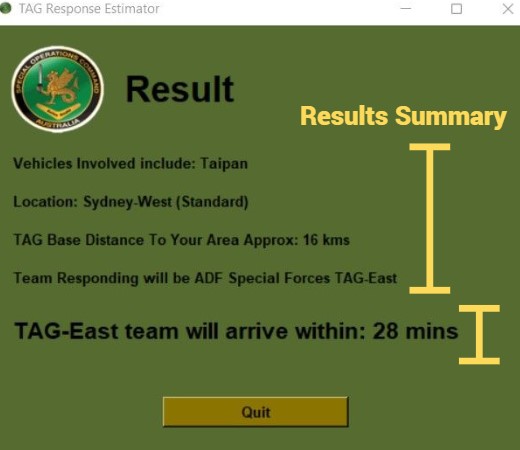 TAG Response Estimator
SPECIAL OPERATIONS COMMAND
AUSTRALIA
Result
Results Summary
Vehicles Involved include: Taipan
Location: Sydney-West (Standard)
TAG Base Distance To Your Area Approx: 16 kms
Team Responding will be ADF Special Forces TAG-East
TAG-East team will arrive within: 28 mins
Quit